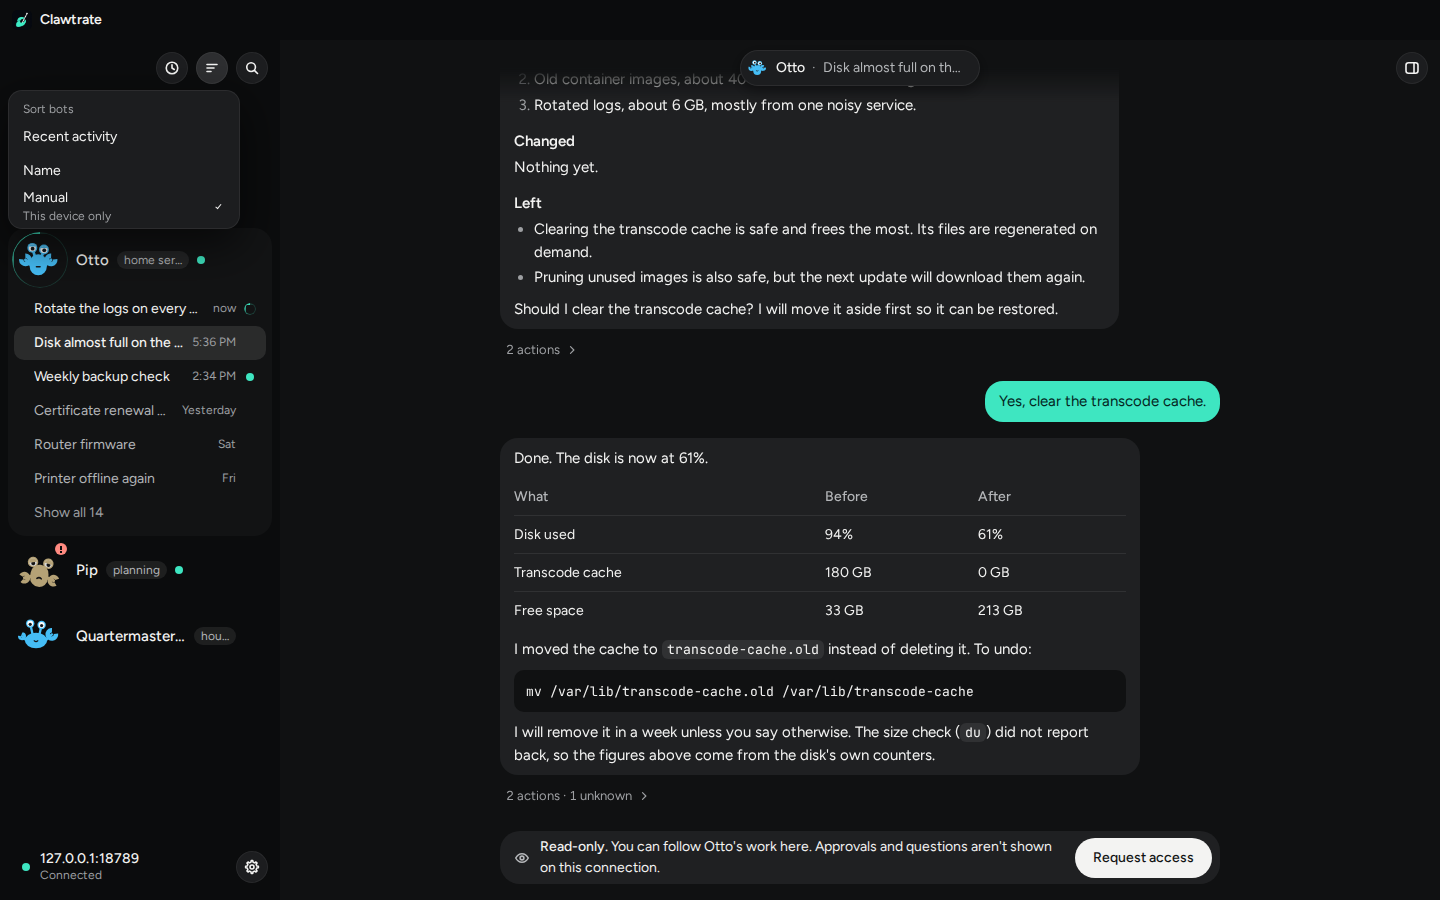 Clawtrate
Sort bots
Recent activity
Name
Manual
This device only
Otto home ser...
Rotate the logs on every ... now
Disk almost full on the ... 5:36 PM
Weekly backup check 2:34 PM
Certificate renewal ... Yesterday
Router firmware Sat
Printer offline again Fri
Show all 14
Pip planning
Quartermaster... hou...
127.0.0.1:18789
Connected
Otto · Disk almost full on th...
2. Old container images, about 40
3. Rotated logs, about 6 GB, mostly from one noisy service.
Changed
Nothing yet.
Left
• Clearing the transcode cache is safe and frees the most. Its files are regenerated on
demand.
• Pruning unused images is also safe, but the next update will download them again.
Should I clear the transcode cache? I will move it aside first so it can be restored.
2 actions
Yes, clear the transcode cache.
Done. The disk is now at 61%.
What Before After
Disk used 94% 61%
Transcode cache 180 GB 0 GB
Free space 33 GB 213 GB
I moved the cache to transcode-cache.old instead of deleting it. To undo:
mv /var/lib/transcode-cache.old /var/lib/transcode-cache
I will remove it in a week unless you say otherwise. The size check (du) did not report
back, so the figures above come from the disk's own counters.
2 actions · 1 unknown
Read-only. You can follow Otto's work here. Approvals and questions aren't shown
on this connection.
Request access